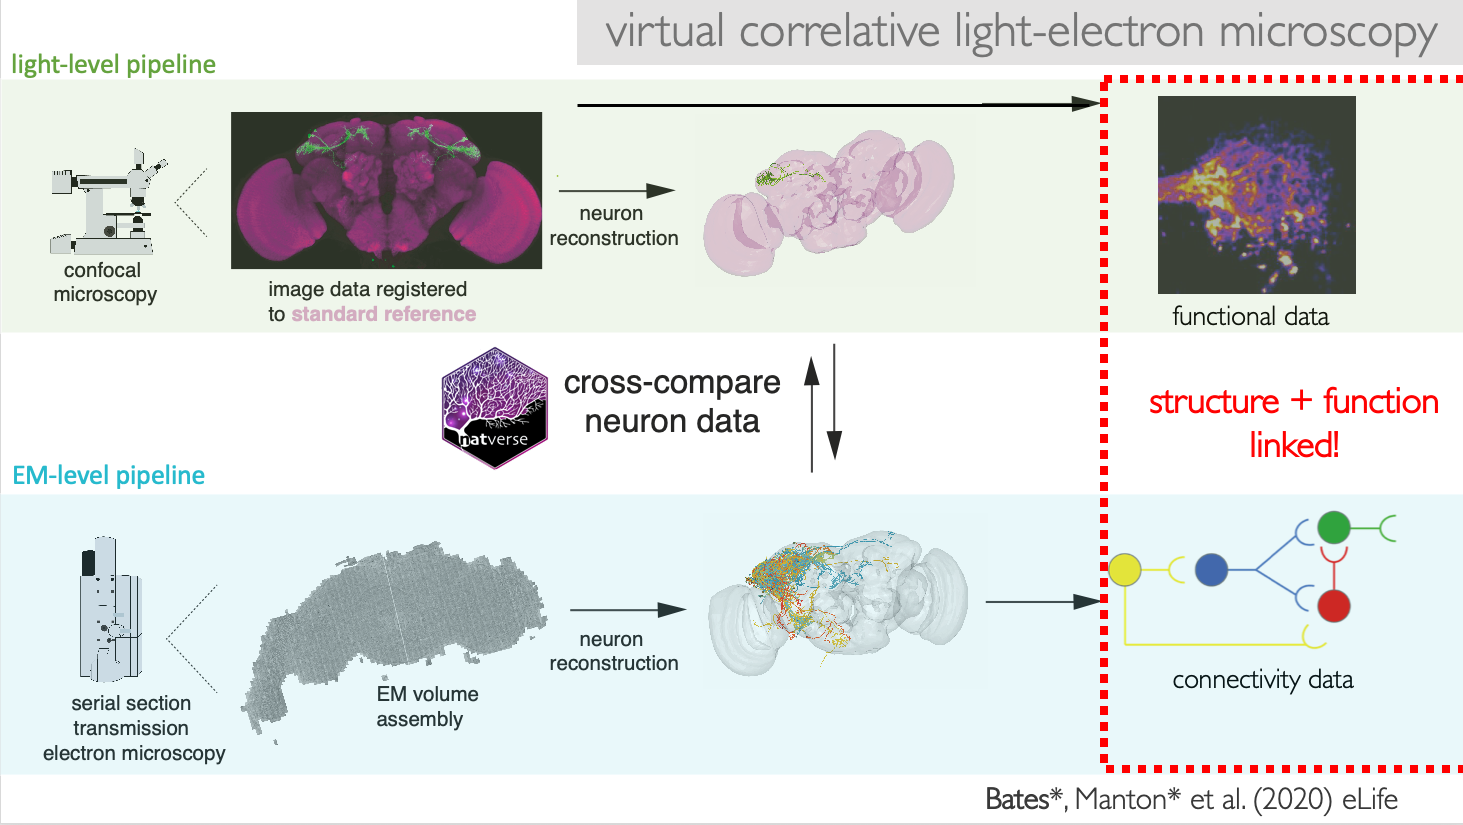 virtual correlative light-electron microscopy
light-level pipeline
confocal
microscopy
image data registered
to standard reference
neuron
reconstruction
functional data
natverse
cross-compare
neuron data
structure + function
linked!
EM-level pipeline
serial section
transmission
electron microscopy
EM volume
assembly
neuron
reconstruction
connectivity data
Bates*, Manton* et al. (2020) eLife